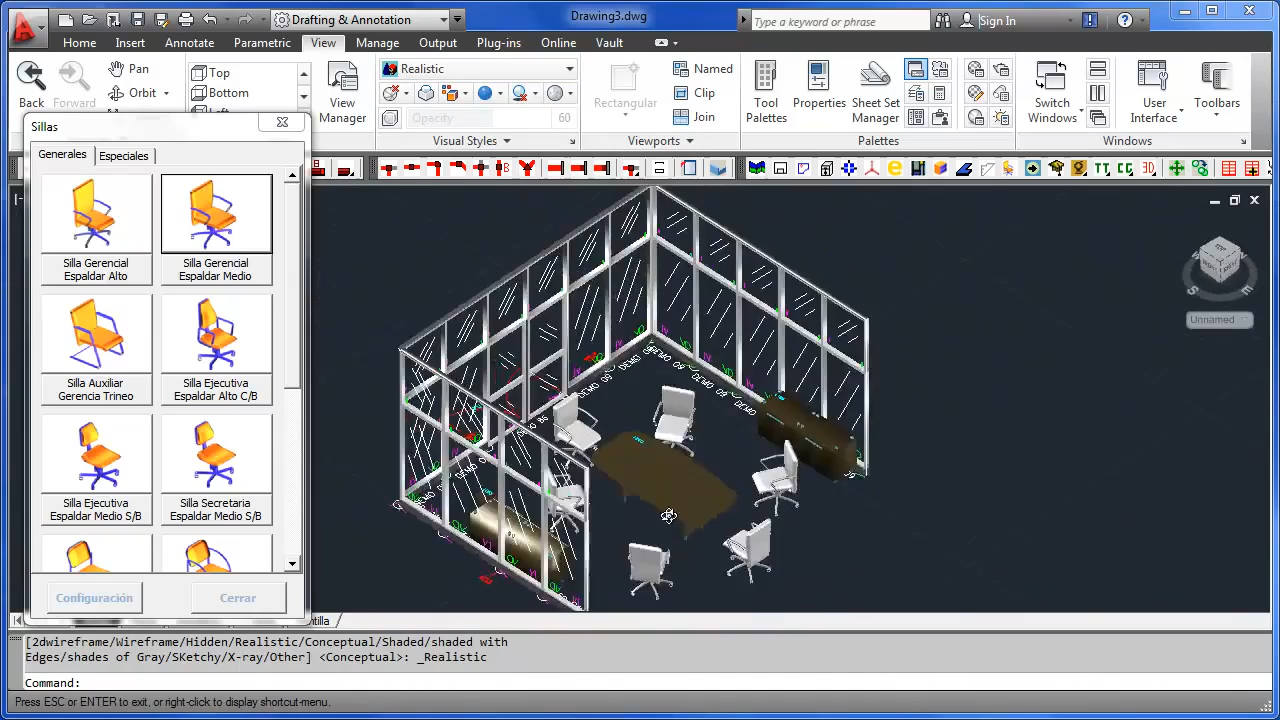 Drafting & Annotation
Drawing3.dwg
Type a keyword or phrase
Sign In
Home
Insert
Annotate
Parametric
View
Manage
Output
Plug-ins
Online
Vault
Back
Forward
Pan
Orbit
Top
Bottom
View
Manager
Realistic
Opacity
60
Visual Styles
Rectangular
Named
Clip
Join
Viewports
Tool
Palettes
Properties
Sheet Set
Manager
Palettes
Switch
Windows
User
Interface
Toolbars
Windows
Sillas
Generales
Especiales
Silla Gerencial
Espaldar Alto
Silla Gerencial
Espaldar Medio
Silla Auxiliar
Gerencia Trineo
Silla Ejecutiva
Espaldar Alto C/B
Silla Ejecutiva
Espaldar Medio S/B
Silla Secretaria
Espaldar Medio S/B
Configuración
Cerrar
TOP
Unnamed
[2dwireframe/Wireframe/Hidden/Realistic/Conceptual/Shaded/shaded with
Edges/shades of Gray/SKetchy/X-ray/Other] <Conceptual>: _Realistic
Command:
Press ESC or ENTER to exit, or right-click to display shortcut-menu.